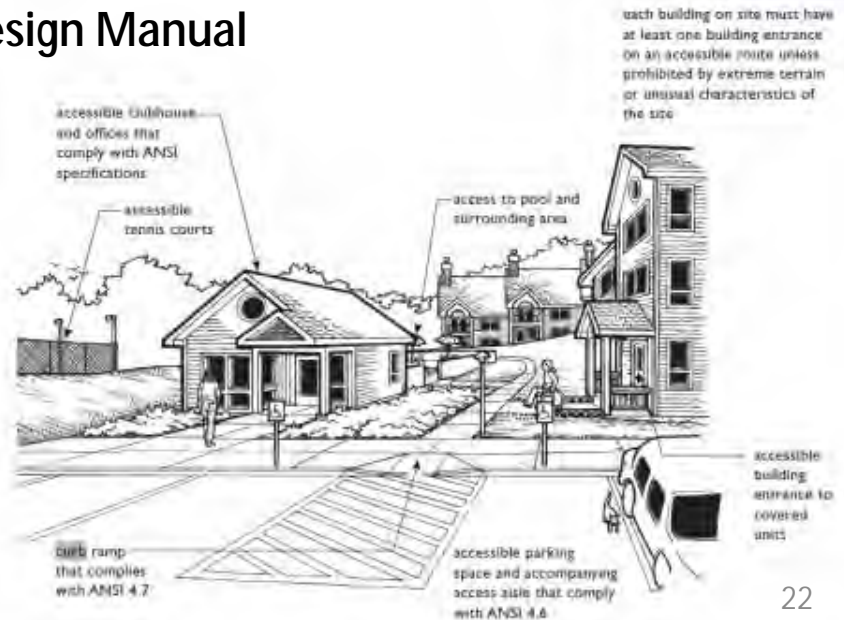 esign Manual
each building on site must have
at least one building entrance
on an accessible route unless
prohibited by extreme terrain
or unusual characteristics of
the site
accessible clubhouse
and offices that
comply with ANSI
specifications
accessible
tennis courts
access to pool and
surrounding area
accessible
building
entrance to
covered
units
curb ramp
that complies
with ANSI 4.7
accessible parking
space and accompanying
access aisle that comply
with ANSI 4.6
22